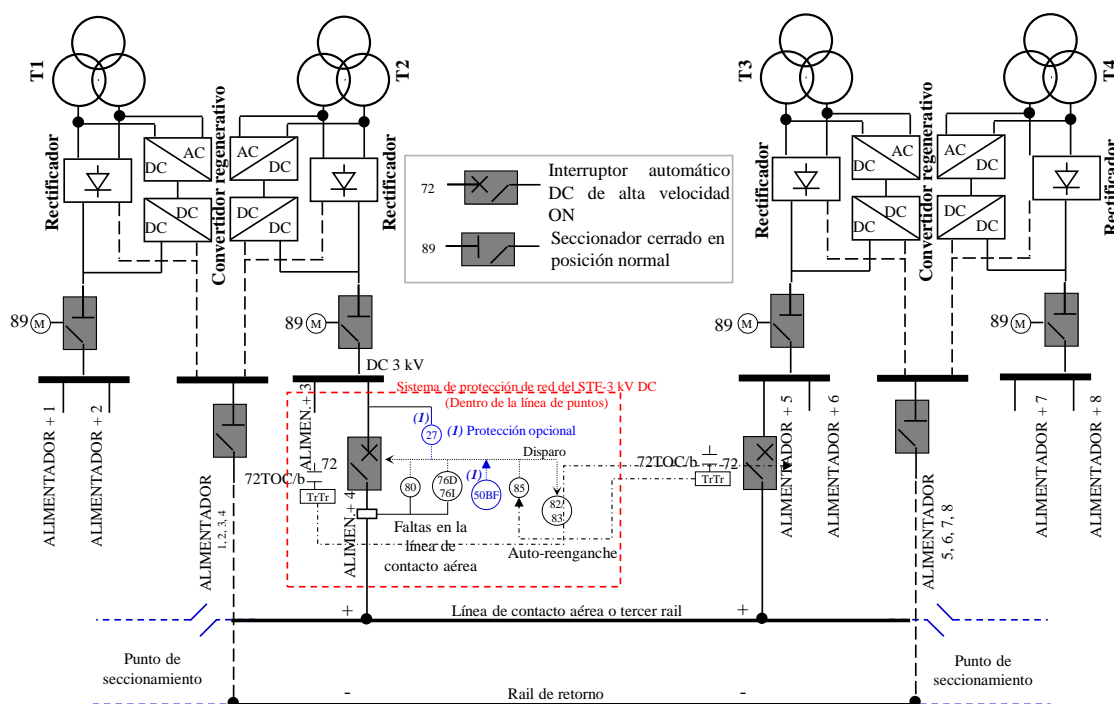 T1
T2
T3
T4
Rectificador
AC
DC
DC
DC
Convertidor regenerativo
AC
DC
DC
DC
Rectificador
Rectificador
AC
DC
DC
DC
Convertidor regenerativo
AC
DC
DC
DC
Rectificador
72
Interruptor automático
DC de alta velocidad
ON
89
Seccionador cerrado en
posición normal
89 M
89 M
89 M
89 M
DC 3 kV
ALIMENTADOR + 1
ALIMENTADOR + 2
ALIMENTADOR
1, 2, 3, 4
ALIMEN. + 3
ALIMEN. + 4
Sistema de protección de red del STF-3 kV DC
(Dentro de la línea de puntos)
(1)
27
(1) Protección opcional
72
72TOC/b
TrTr
80
76D
76I
(1)
50BF
85
Disparo
82
83
Faltas en la
línea de
contacto aérea
Auto-reenganche
72TOC/b
72
TrTr
ALIMENTADOR + 5
ALIMENTADOR + 6
ALIMENTADOR
5, 6, 7, 8
ALIMENTADOR + 7
ALIMENTADOR + 8
+
Línea de contacto aérea o tercer rail
+
Punto de
seccionamiento
Punto de
seccionamiento
-
Rail de retorno
-